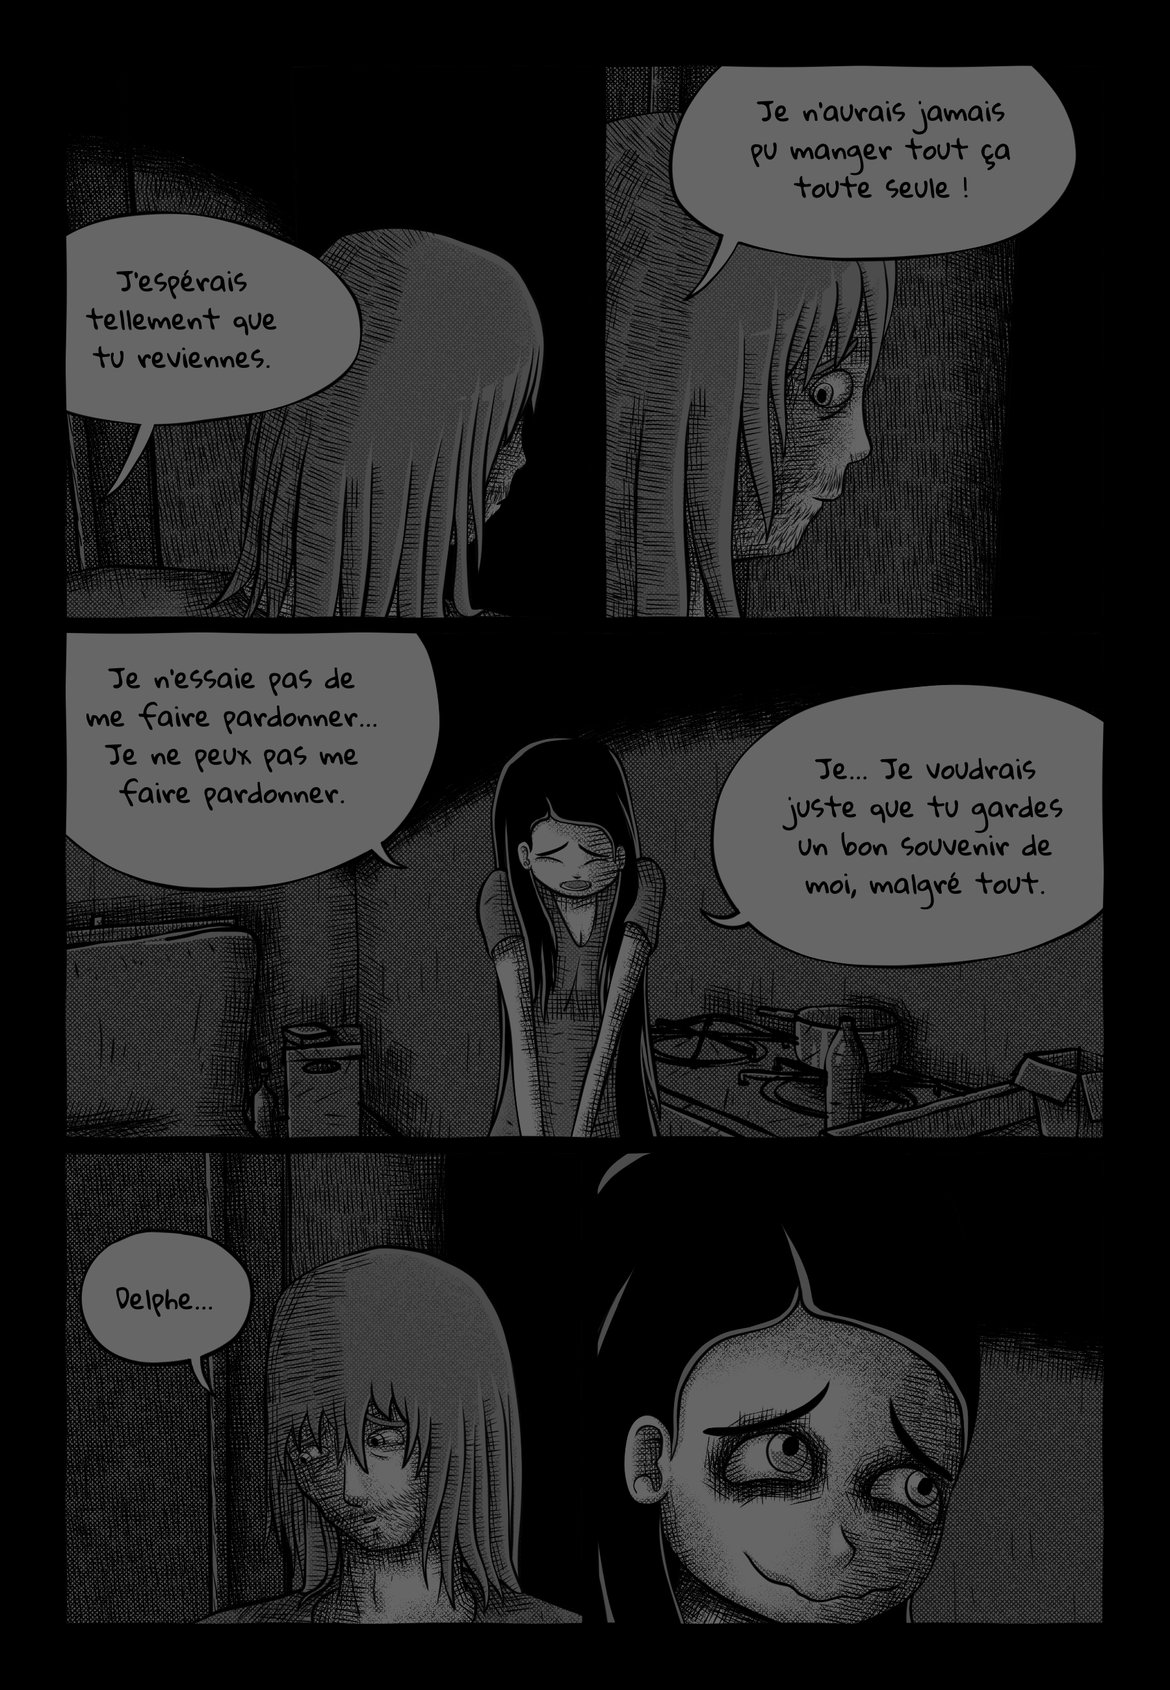 J'espérais
tellement que
tu reviennes.
Je n'aurais jamais
pu manger tout ça
toute seule !
Je n'essaie pas de
me faire pardonner...
Je ne peux pas me
faire pardonner.
Je... Je voudrais
juste que tu gardes
un bon souvenir de
moi, malgré tout.
Delphe...